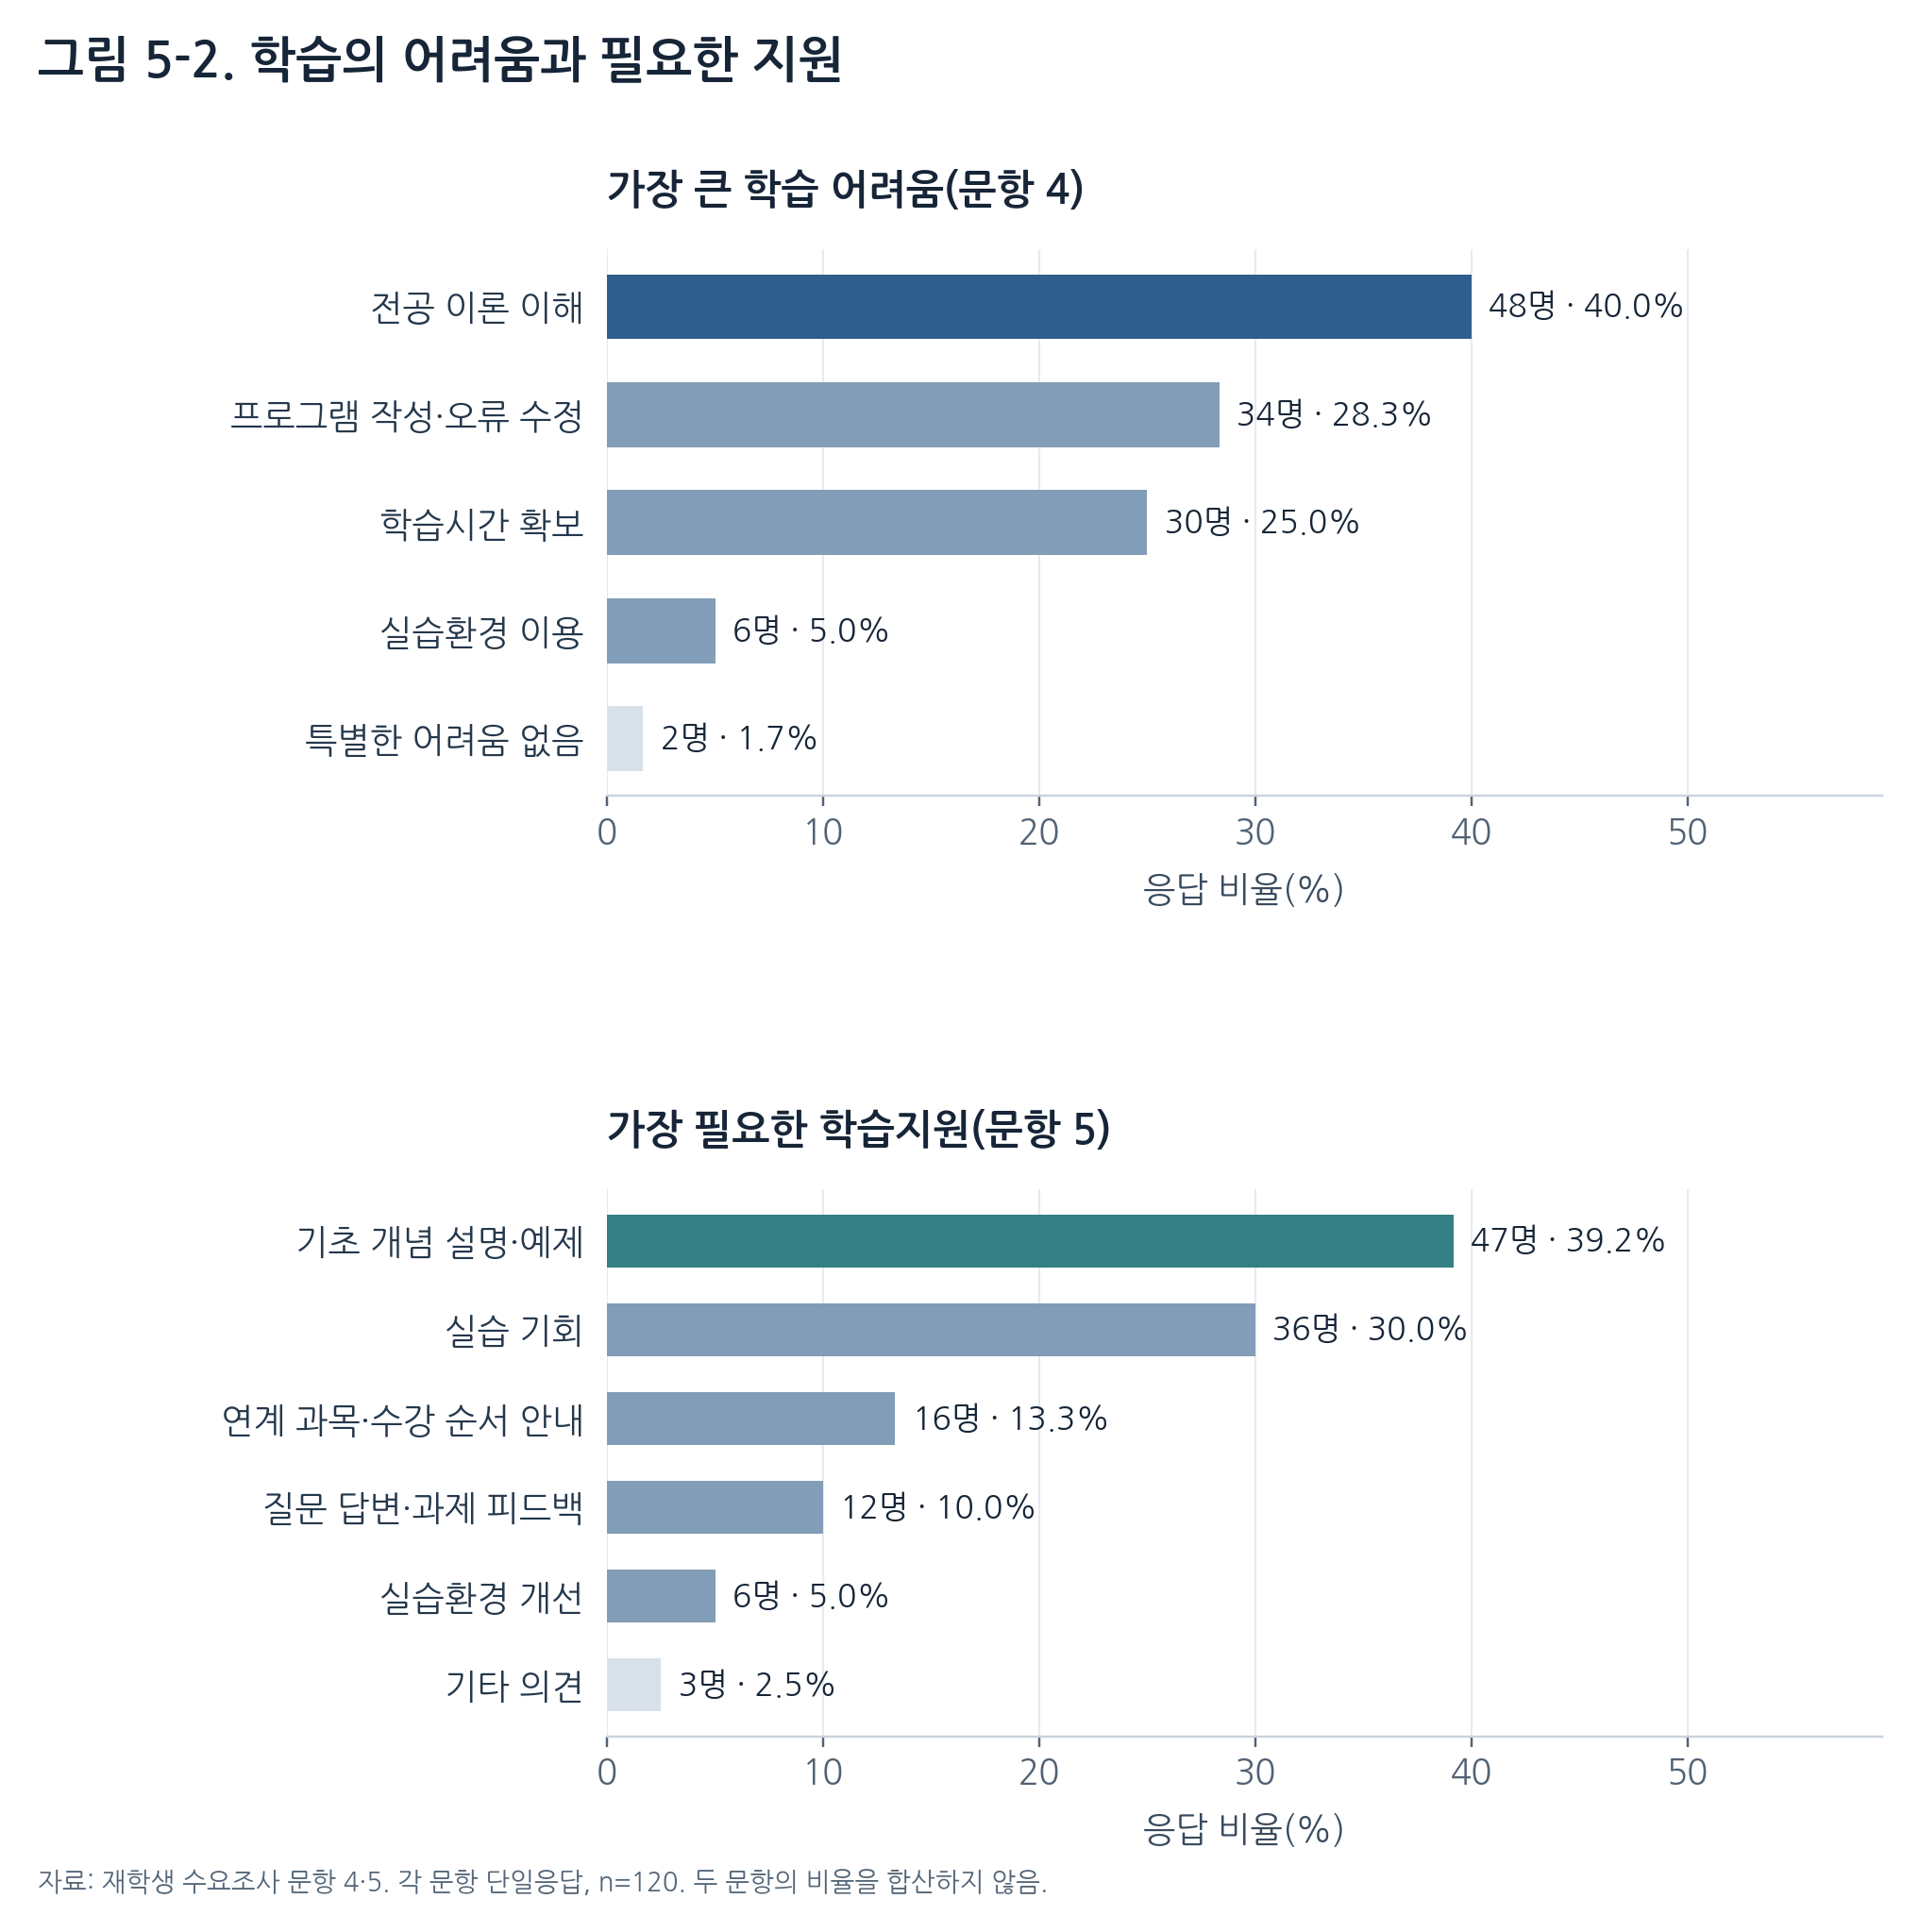 그림 5-2. 학습의 어려움과 필요한 지원
가장 큰 학습 어려움(문항 4)
전공 이론 이해 48명 · 40.0%
프로그램 작성·오류 수정 34명 · 28.3%
학습시간 확보 30명 · 25.0%
실습환경 이용 6명 · 5.0%
특별한 어려움 없음 2명 · 1.7%
0 10 20 30 40 50
응답 비율(%)
가장 필요한 학습지원(문항 5)
기초 개념 설명·예제 47명 · 39.2%
실습 기회 36명 · 30.0%
연계 과목·수강 순서 안내 16명 · 13.3%
질문 답변·과제 피드백 12명 · 10.0%
실습환경 개선 6명 · 5.0%
기타 의견 3명 · 2.5%
0 10 20 30 40 50
응답 비율(%)
자료: 재학생 수요조사 문항 4·5. 각 문항 단일응답, n=120. 두 문항의 비율을 합산하지 않음.